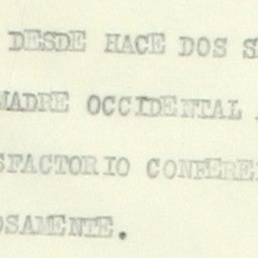 DESDE HACE DOS S
MADRE OCCIDENTAL
SFACTORIO CONFERE
OSAMENTE.